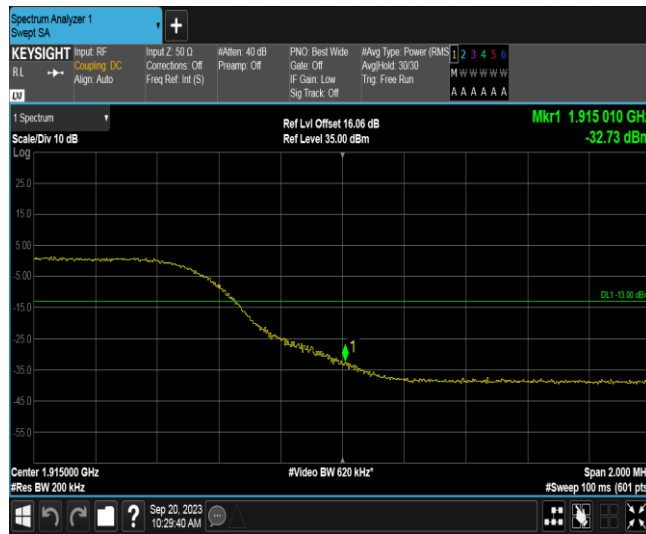 Spectrum Analyzer 1
Swept SA
+
KEYSIGHT
RL
LXI
Input: RF
Coupling: DC
Align: Auto
Input Z: 50 Ω
Corrections: Off
Freq Ref: Int (S)
#Atten: 40 dB
Preamp: Off
PNO: Best Wide
Gate: Off
IF Gain: Low
Sig Track: Off
#Avg Type: Power (RMS
Avg|Hold: 30/30
Trig: Free Run
1 2 3 4 5 6
M W W W W W
A A A A A A
1 Spectrum
Scale/Div 10 dB
Ref Lvl Offset 16.06 dB
Ref Level 35.00 dBm
Mkr1 1.915 010 GHz
-32.73 dBm
Log
25.0
15.0
5.00
-5.00
-15.0
-25.0
-35.0
-45.0
-55.0
DL1 -13.00 dBm
1
Center 1.915000 GHz
#Res BW 200 kHz
#Video BW 620 kHz*
Span 2.000 MHz
#Sweep 100 ms (601 pts)
?
Sep 20, 2023
10:29:40 AM